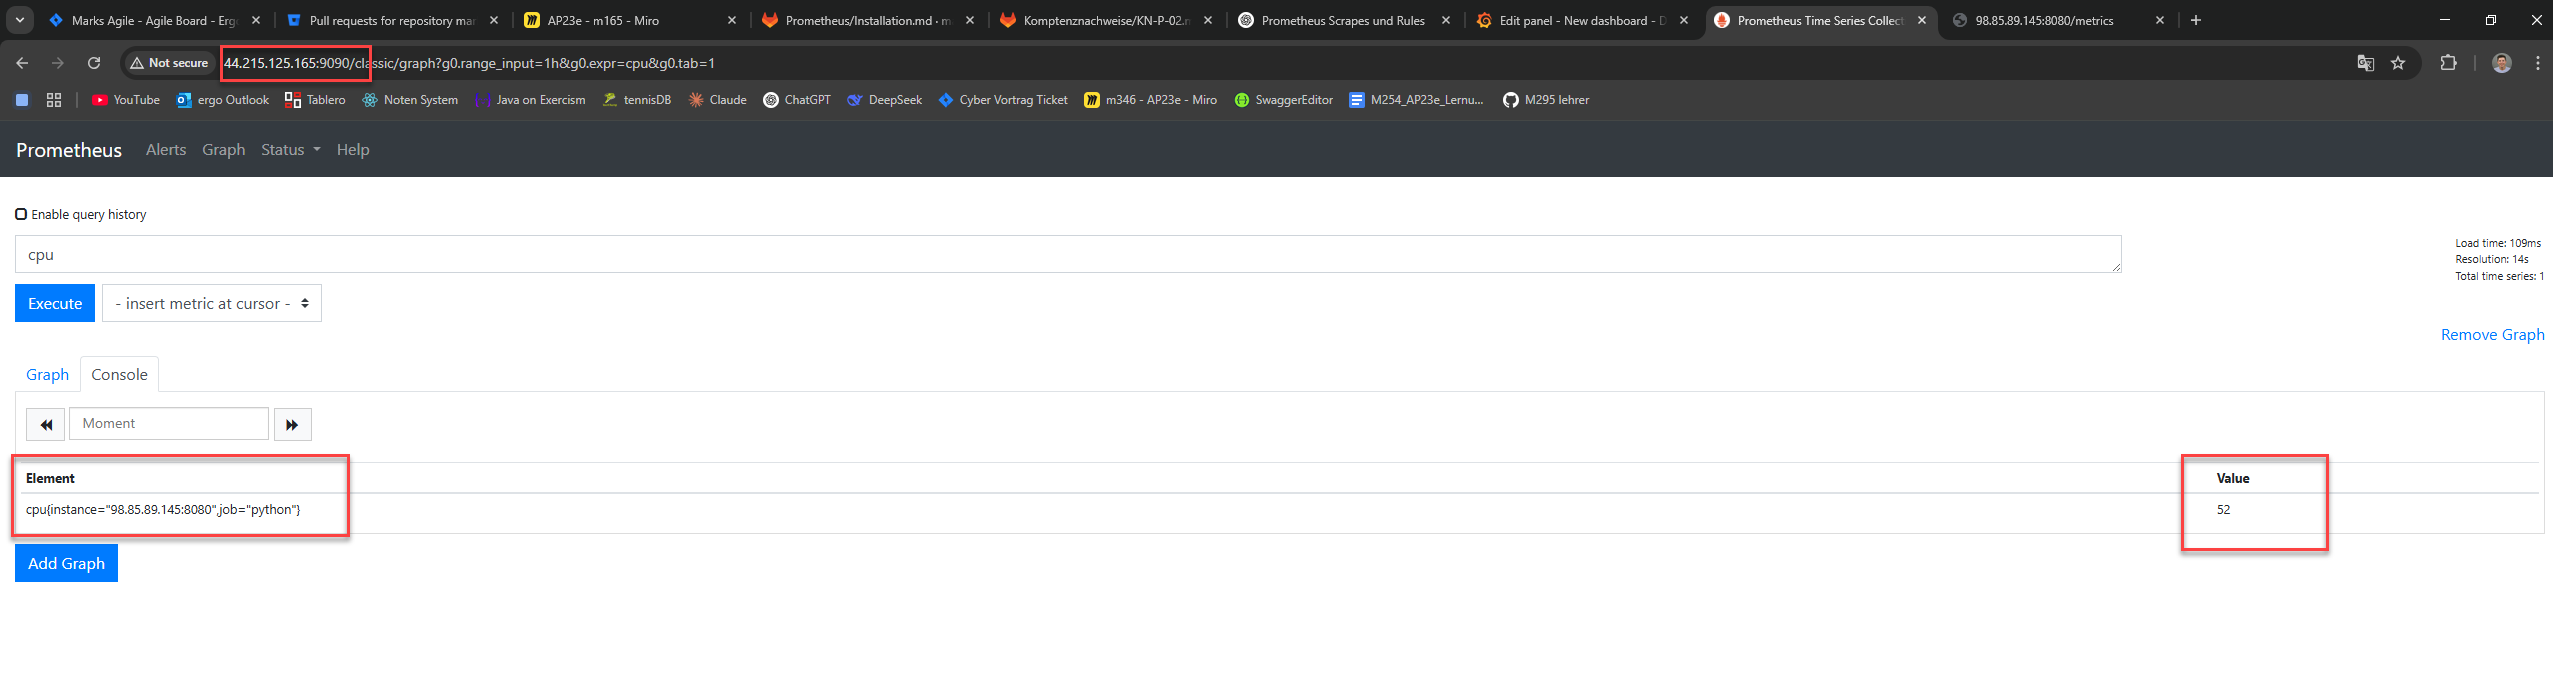 Marks Agile - Agile Board - Erg
Pull requests for repository mar
AP23e - m165 - Miro
Prometheus/Installation.md · m
Komptenznachweise/KN-P-02.m
Prometheus Scrapes und Rules
Edit panel - New dashboard - D
Prometheus Time Series Collect
98.85.89.145:8080/metrics
Not secure
44.215.125.165:9090/classic/graph?g0.range_input=1h&g0.expr=cpu&g0.tab=1
YouTube
ergo Outlook
Tablero
Noten System
Java on Exercism
tennisDB
Claude
ChatGPT
DeepSeek
Cyber Vortrag Ticket
m346 - AP23e - Miro
SwaggerEditor
M254_AP23e_Lernu...
M295 lehrer
Prometheus
Alerts
Graph
Status
Help
Enable query history
cpu
Load time: 109ms
Resolution: 14s
Total time series: 1
Execute
- insert metric at cursor -
Remove Graph
Graph
Console
Moment
Element
Value
cpu{instance="98.85.89.145:8080",job="python"}
52
Add Graph